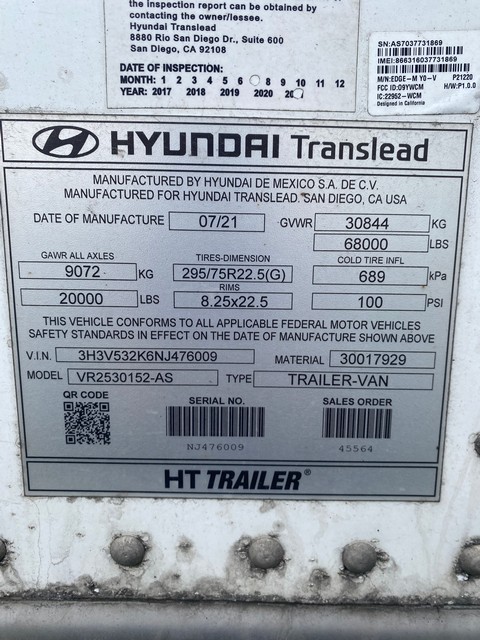 the inspection report can be obtained by
contacting the owner/lessee.
Hyundai Translead
8880 Rio San Diego Dr., Suite 600
San Diego, CA 92108
DATE OF INSPECTION:
MONTH: 1 2 3 4 5 6 8 9 10 11 12
YEAR: 2017 2018 2019 2020
SN:AS7037731869
IMEI:866316037731869
M/N:EDGE-M Y0-V P21220
FCC ID:O9YWCM H/W:P1.0.0
IC:22952-WCM
Designed in California
HYUNDAI Translead
MANUFACTURED BY HYUNDAI DE MEXICO S.A. DE C.V.
MANUFACTURED FOR HYUNDAI TRANSLEAD. SAN DIEGO, CA USA
DATE OF MANUFACTURE 07/21 GVWR 30844 KG
68000 LBS
GAWR ALL AXLES TIRES-DIMENSION COLD TIRE INFL
9072 KG 295/75R22.5(G) 689 kPa
RIMS
20000 LBS 8.25x22.5 100 PSI
THIS VEHICLE CONFORMS TO ALL APPLICABLE FEDERAL MOTOR VEHICLES
SAFETY STANDARDS IN EFFECT ON THE DATE OF MANUFACTURE SHOWN ABOVE
V.I.N. 3H3V532K6NJ476009 MATERIAL 30017929
MODEL VR2530152-AS TYPE TRAILER-VAN
QR CODE SERIAL NO. SALES ORDER
NJ476009 45564
HT TRAILER®